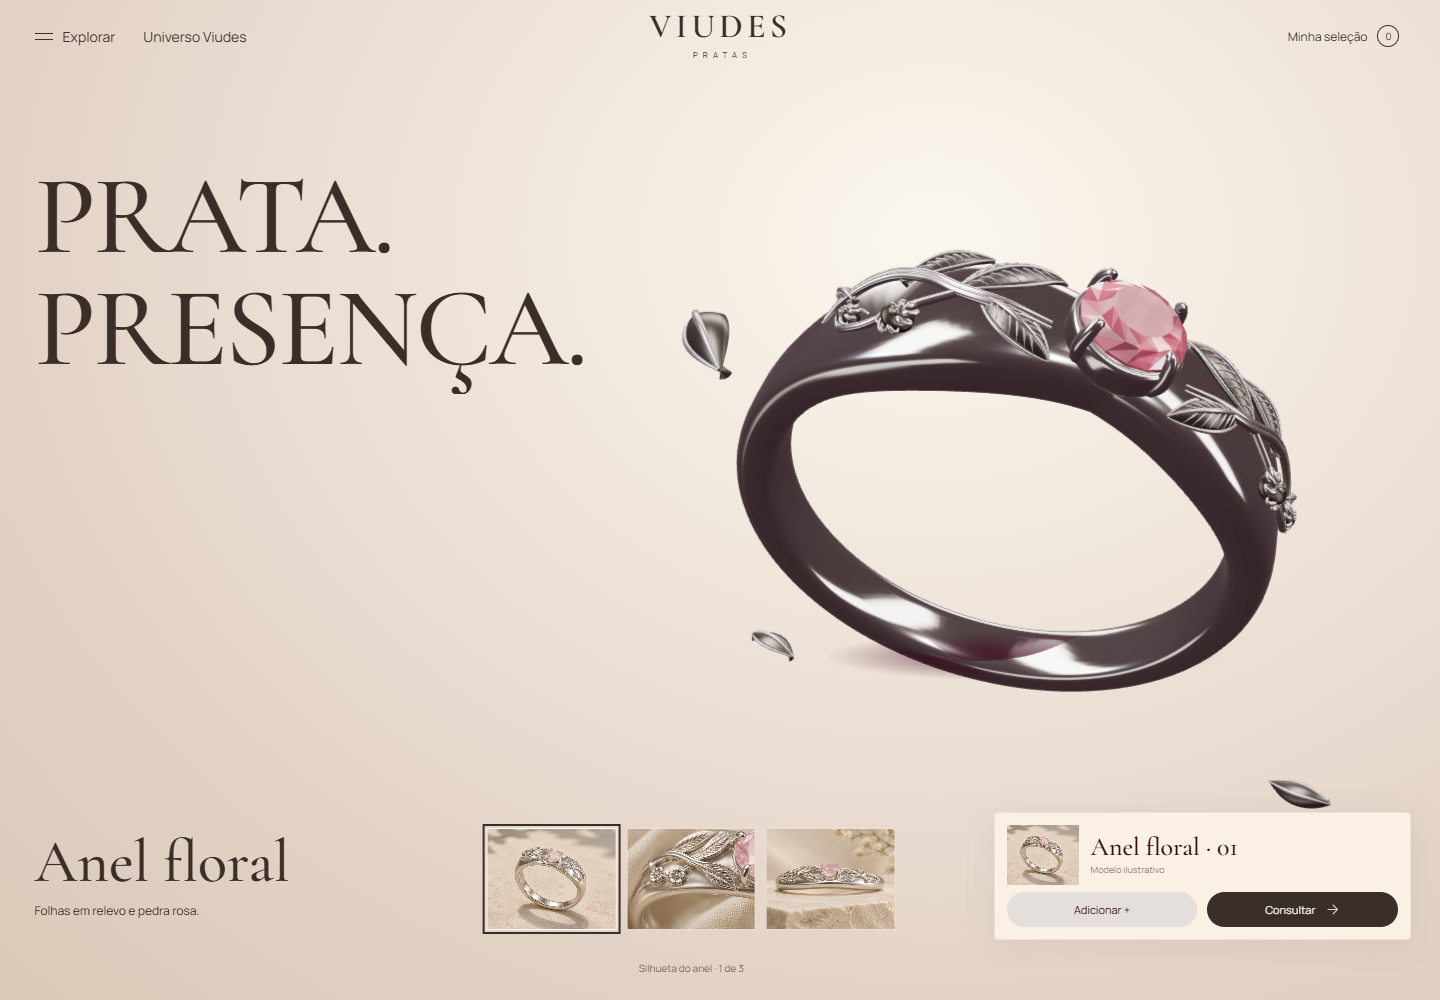 Explorar
Universo Viudes
VIUDES
PRATAS
Minha seleção
0
PRATA.
PRESENÇA.
Anel floral
Folhas em relevo e pedra rosa.
Silhueta do anel · 1 de 3
Anel floral · 01
Modelo ilustrativo
Adicionar +
Consultar →